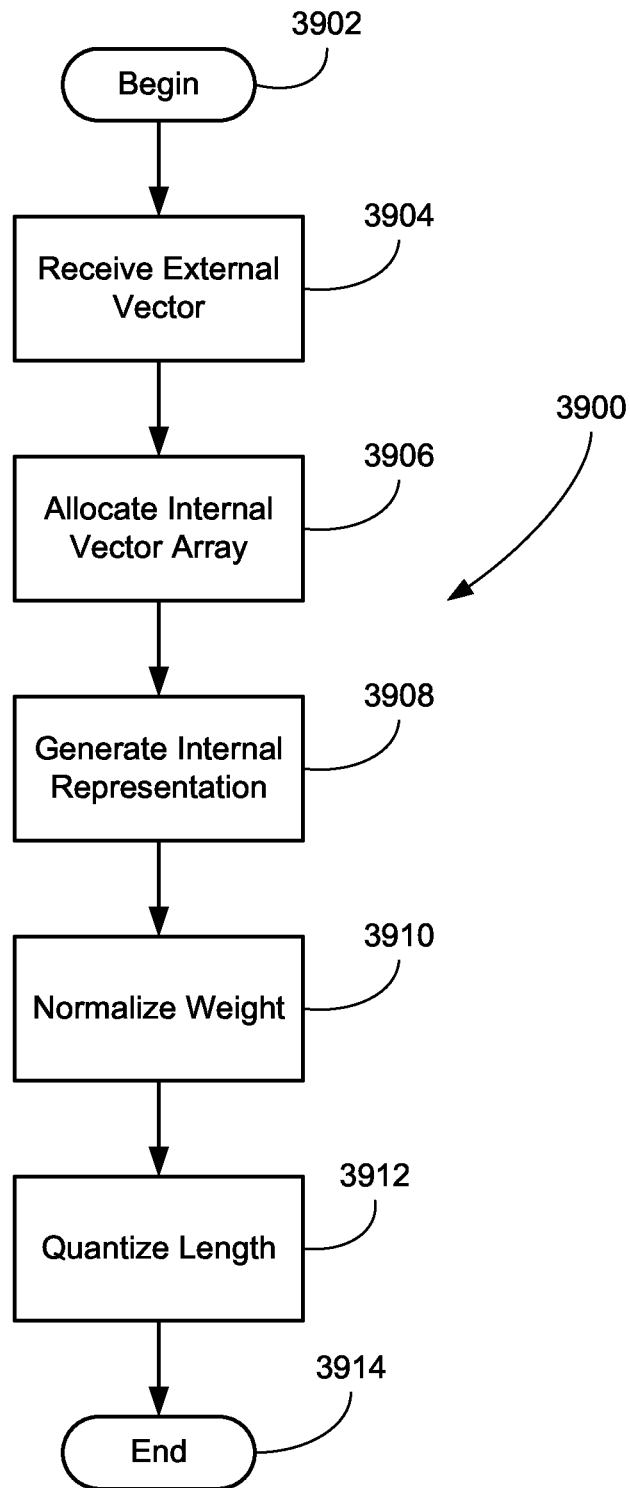 3902
Begin
3904
Receive External
Vector
3900
3906
Allocate Internal
Vector Array
3908
Generate Internal
Representation
3910
Normalize Weight
3912
Quantize Length
3914
End